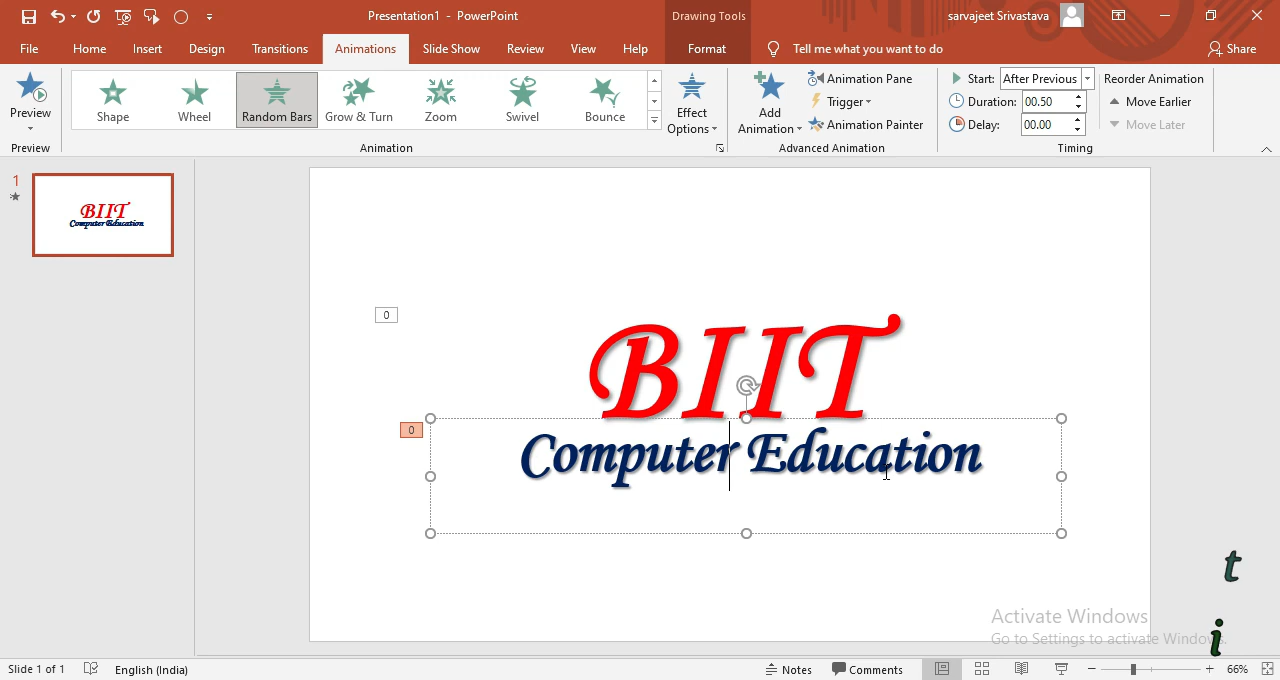 Presentation1 - PowerPoint
Drawing Tools
sarvajeet Srivastava
File Home Insert Design Transitions Animations Slide Show Review View Help Format Tell me what you want to do Share
Preview
Shape Wheel Random Bars Grow & Turn Zoom Swivel Bounce
Effect Options
Add Animation
Animation Pane
Trigger
Animation Painter
Start: After Previous
Duration: 00.50
Delay: 00.00
Reorder Animation
Move Earlier
Move Later
Preview Animation Advanced Animation Timing
1
BIIT
Computer Education
0
BIIT
0
Computer Education
t
Activate Windows
Go to Settings to activate Windows.
i
Slide 1 of 1 English (India) Notes Comments 66%